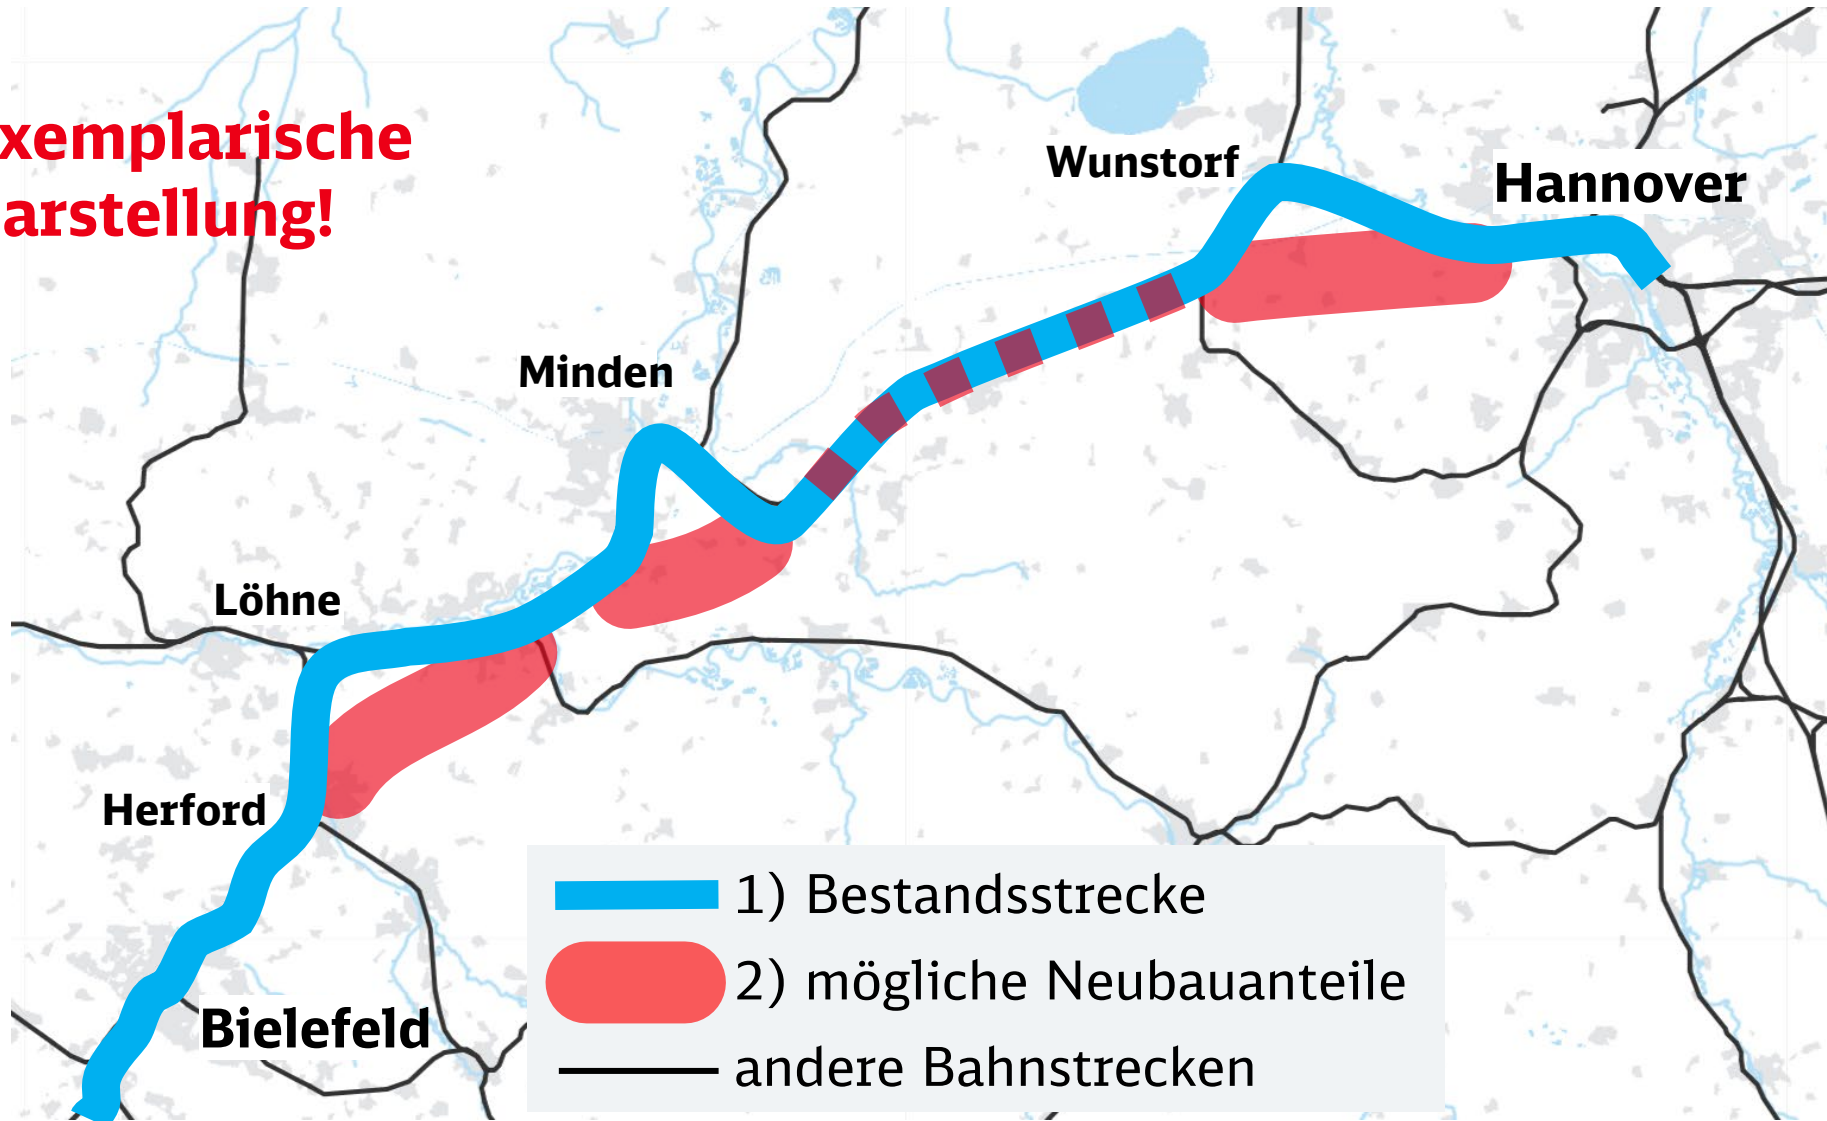 xemplarische
arstellung!
Wunstorf
Hannover
Minden
Löhne
Herford
Bielefeld
1) Bestandsstrecke
2) mögliche Neubauanteile
andere Bahnstrecken